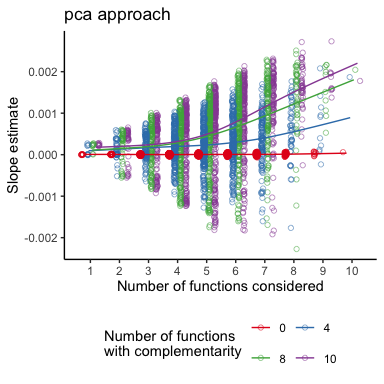 pca approach
Slope estimate
0.002
0.001
0.000
-0.001
-0.002
1 2 3 4 5 6 7 8 9 10
Number of functions considered
Number of functions
with complementarity
0 4
8 10